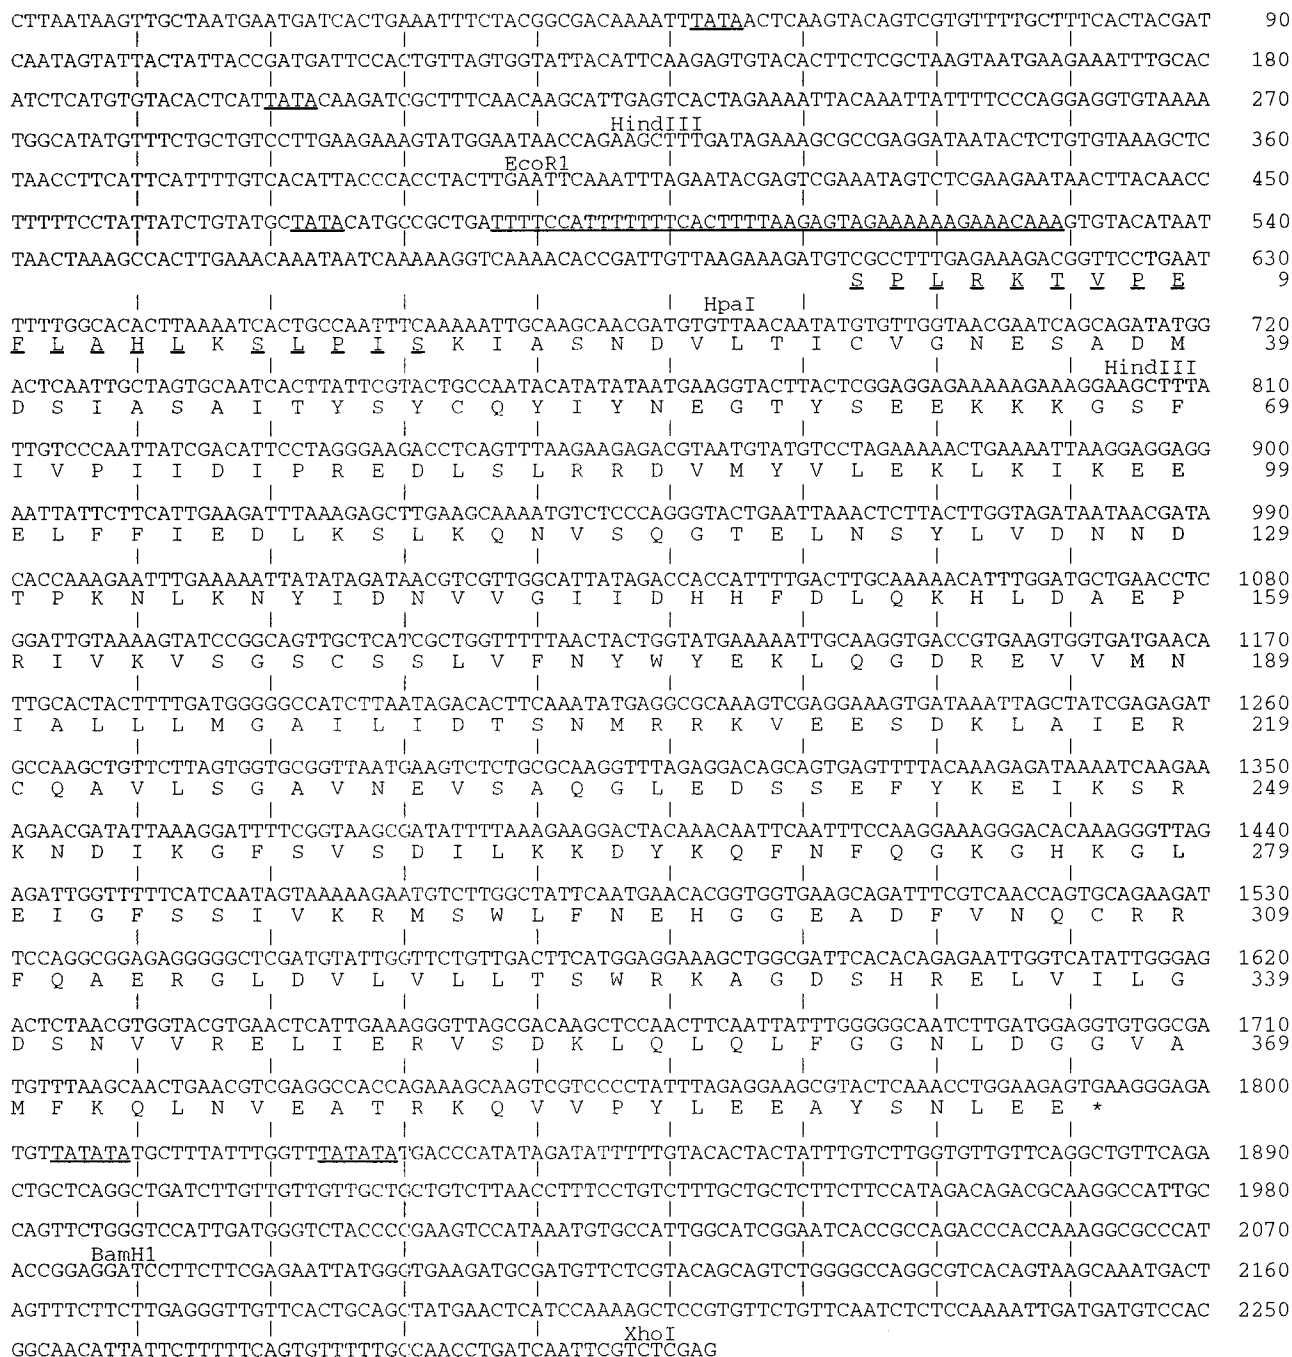 CTTAATAAGTTGCTAATGAATGATCACTGAAATTTCTACGGCGACAAAATTTATAACTCAAGTACAGTCGTGTTTTGCTTTCACTACGAT 90
CAATAGTATTACTATTACCGATGATTCCACTGTTAGTGGTATTACATTCAAGAGTGTACACTTCTCGCTAAGTAATGAAGAAATTTGCAC 180
ATCTCATGTGTACACTCATTATACAAGATCGCTTTCAACAAGCATTGAGTCACTAGAAAATTACAAATTATTTTCCCAGGAGGTGTAAAA 270
HindIII
TGGCATATGTTTCTGCTGTCCTTGAAGAAAGTATGGAATAACCAGAAGCTTTGATAGAAAGCGCCGAGGATAATACTCTGTGTAAAGCTC 360
EcoR1
TAACCTTCATTCATTTTGTCACATTACCCACCTACTTGAATTCAAATTTAGAATACGAGTCGAAATAGTCTCGAAGAATAACTTACAACC 450
TTTTTCCTATTATCTGTATGCTATACATGCCGCTGATTTTCCATTTTTTTCACTTTTAAGAGTAGAAAAAAGAAACAAAGTGTACATAAT 540
TAACTAAAGCCACTTGAAACAAATAATCAAAAAGGTCAAAACACCGATTGTTAAGAAAGATGTCGCCTTTGAGAAAGACGGTTCCTGAAT 630
S P L R K T V P E 9
HpaI
TTTTGGCACACTTAAAATCACTGCCAATTTCAAAAATTGCAAGCAACGATGTGTTAACAATATGTGTTGGTAACGAATCAGCAGATATGG 720
F L A H L K S L P I S K I A S N D V L T I C V G N E S A D M 39
HindIII
ACTCAATTGCTAGTGCAATCACTTATTCGTACTGCCAATACATATATAATGAAGGTACTTACTCGGAGGAGAAAAAGAAAGGAAGCTTTA 810
D S I A S A I T Y S Y C Q Y I Y N E G T Y S E E K K K G S F 69
TTGTCCCAATTATCGACATTCCTAGGGAAGACCTCAGTTTAAGAAGAGACGTAATGTATGTCCTAGAAAAACTGAAAATTAAGGAGGAGG 900
I V P I I D I P R E D L S L R R D V M Y V L E K L K I K E E 99
AATTATTCTTCATTGAAGATTTAAAGAGCTTGAAGCAAAATGTCTCCCAGGGTACTGAATTAAACTCTTACTTGGTAGATAATAACGATA 990
E L F F I E D L K S L K Q N V S Q G T E L N S Y L V D N N D 129
CACCAAAGAATTTGAAAAATTATATAGATAACGTCGTTGGCATTATAGACCACCATTTTGACTTGCAAAAACATTTGGATGCTGAACCTC 1080
T P K N L K N Y I D N V V G I I D H H F D L Q K H L D A E P 159
GGATTGTAAAAGTATCCGGCAGTTGCTCATCGCTGGTTTTTAACTACTGGTATGAAAAATTGCAAGGTGACCGTGAAGTGGTGATGAACA 1170
R I V K V S G S C S S L V F N Y W Y E K L Q G D R E V V M N 189
TTGCACTACTTTTGATGGGGGCCATCTTAATAGACACTTCAAATATGAGGCGCAAAGTCGAGGAAAGTGATAAATTAGCTATCGAGAGAT 1260
I A L L L M G A I L I D T S N M R R K V E E S D K L A I E R 219
GCCAAGCTGTTCTTAGTGGTGCGGTTAATGAAGTCTCTGCGCAAGGTTTAGAGGACAGCAGTGAGTTTTACAAAGAGATAAAATCAAGAA 1350
C Q A V L S G A V N E V S A Q G L E D S S E F Y K E I K S R 249
AGAACGATATTAAAGGATTTTCGGTAAGCGATATTTTAAAGAAGGACTACAAACAATTCAATTTCCAAGGAAAGGGACACAAAGGGTTAG 1440
K N D I K G F S V S D I L K K D Y K Q F N F Q G K G H K G L 279
AGATTGGTTTTTCATCAATAGTAAAAAGAATGTCTTGGCTATTCAATGAACACGGTGGTGAAGCAGATTTCGTCAACCAGTGCAGAAGAT 1530
E I G F S S I V K R M S W L F N E H G G E A D F V N Q C R R 309
TCCAGGCGGAGAGGGGGCTCGATGTATTGGTTCTGTTGACTTCATGGAGGAAAGCTGGCGATTCACACAGAGAATTGGTCATATTGGGAG 1620
F Q A E R G L D V L V L L T S W R K A G D S H R E L V I L G 339
ACTCTAACGTGGTACGTGAACTCATTGAAAGGGTTAGCGACAAGCTCCAACTTCAATTATTTGGGGGCAATCTTGATGGAGGTGTGGCGA 1710
D S N V V R E L I E R V S D K L Q L Q L F G G N L D G G V A 369
TGTTTAAGCAACTGAACGTCGAGGCCACCAGAAAGCAAGTCGTCCCCTATTTAGAGGAAGCGTACTCAAACCTGGAAGAGTGAAGGGAGA 1800
M F K Q L N V E A T R K Q V V P Y L E E A Y S N L E E *
TGTTATATATGCTTTATTTGGTTTATATATGACCCATATAGATATTTTTGTACACTACTATTTGTCTTGGTGTTGTTCAGGCTGTTCAGA 1890
CTGCTCAGGCTGATCTTGTTGTTGTTGCTGCTGTCTTAACCTTTCCTGTCTTTGCTGCTCTTCTTCCATAGACAGACGCAAGGCCATTGC 1980
CAGTTCTGGGTCCATTGATGGGTCTACCCCGAAGTCCATAAATGTGCCATTGGCATCGGAATCACCGCCAGACCCACCAAAGGCGCCCAT 2070
BamH1
ACCGGAGGATCCTTCTTCGAGAATTATGGGTGAAGATGCGATGTTCTCGTACAGCAGTCTGGGGCCAGGCGTCACAGTAAGCAAATGACT 2160
AGTTTCTTCTTGAGGGTTGTTCACTGCAGCTATGAACTCATCCAAAAGCTCCGTGTTCTGTTCAATCTCTCCAAAATTGATGATGTCCAC 2250
XhoI
GGCAACATTATTCTTTTTCAGTGTTTTTGCCAACCTGATCAATTCGTCTCGAG